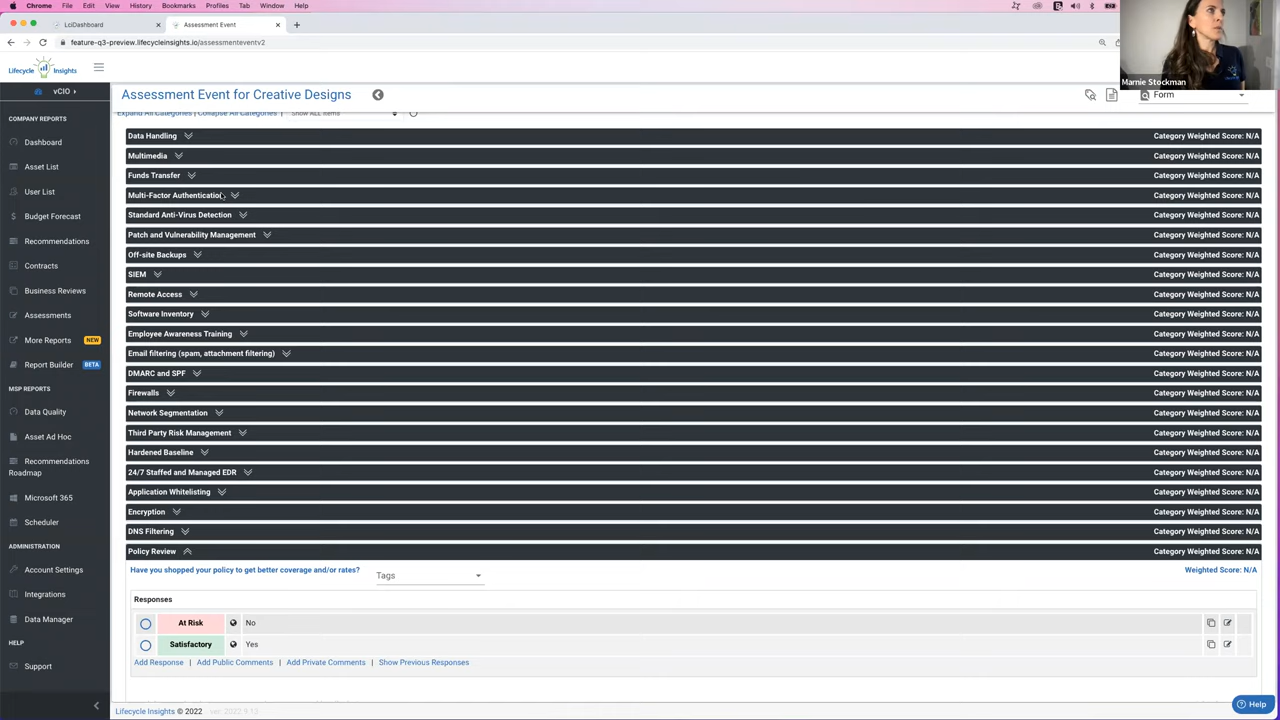 Chrome File Edit View History Bookmarks Profiles Tab Window Help
LciDashboard Assessment Event
feature-q3-preview.lifecycleinsights.io/assessmenteventv2
Marnie Stockman
Lifecycle Insights
vCIO
Assessment Event for Creative Designs
Form
Expand All Categories | Collapse All Categories | Show ALL items
COMPANY REPORTS
Dashboard
Asset List
User List
Budget Forecast
Recommendations
Contracts
Business Reviews
Assessments
More Reports NEW
Report Builder BETA
MSP REPORTS
Data Quality
Asset Ad Hoc
Recommendations
Roadmap
Microsoft 365
Scheduler
ADMINISTRATION
Account Settings
Integrations
Data Manager
HELP
Support
Data Handling Category Weighted Score: N/A
Multimedia Category Weighted Score: N/A
Funds Transfer Category Weighted Score: N/A
Multi-Factor Authentication Category Weighted Score: N/A
Standard Anti-Virus Detection Category Weighted Score: N/A
Patch and Vulnerability Management Category Weighted Score: N/A
Off-site Backups Category Weighted Score: N/A
SIEM Category Weighted Score: N/A
Remote Access Category Weighted Score: N/A
Software Inventory Category Weighted Score: N/A
Employee Awareness Training Category Weighted Score: N/A
Email filtering (spam, attachment filtering) Category Weighted Score: N/A
DMARC and SPF Category Weighted Score: N/A
Firewalls Category Weighted Score: N/A
Network Segmentation Category Weighted Score: N/A
Third Party Risk Management Category Weighted Score: N/A
Hardened Baseline Category Weighted Score: N/A
24/7 Staffed and Managed EDR Category Weighted Score: N/A
Application Whitelisting Category Weighted Score: N/A
Encryption Category Weighted Score: N/A
DNS Filtering Category Weighted Score: N/A
Policy Review Category Weighted Score: N/A
Have you shopped your policy to get better coverage and/or rates? Tags Weighted Score: N/A
Responses
At Risk No
Satisfactory Yes
Add Response | Add Public Comments | Add Private Comments | Show Previous Responses
Lifecycle Insights © 2022 ver. 2022.9.13
Help